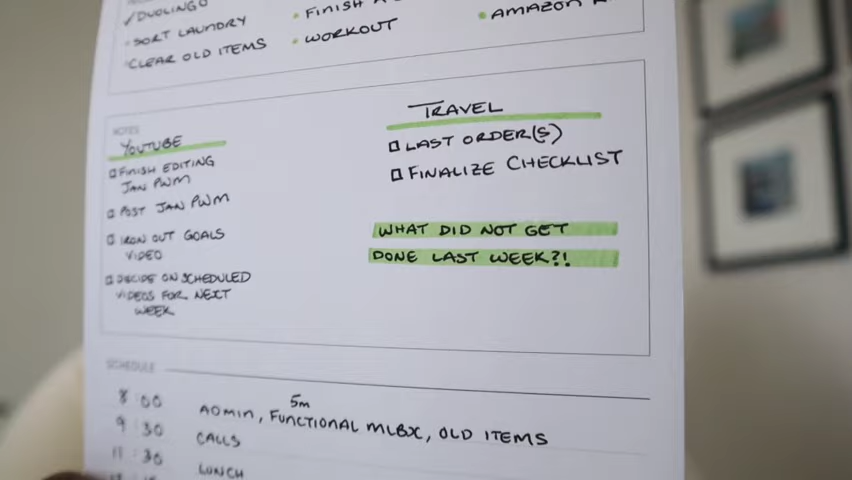 ✓DUOLINGO
• SORT LAUNDRY
CLEAR OLD ITEMS
• FINISH
• WORKOUT
• AMAZON
NOTES
YOUTUBE
□ FINISH EDITING
JAN PWM
□ POST JAN PWM
□ IRON OUT GOALS
VIDEO
□ DECIDE ON SCHEDULED
VIDEOS FOR NEXT
WEEK
TRAVEL
□ LAST ORDER(S)
□ FINALIZE CHECKLIST
WHAT DID NOT GET
DONE LAST WEEK?!
SCHEDULE
8:00 ADMIN, 5m FUNCTIONAL MLBX, OLD ITEMS
9:30 CALLS
11:30 LUNCH